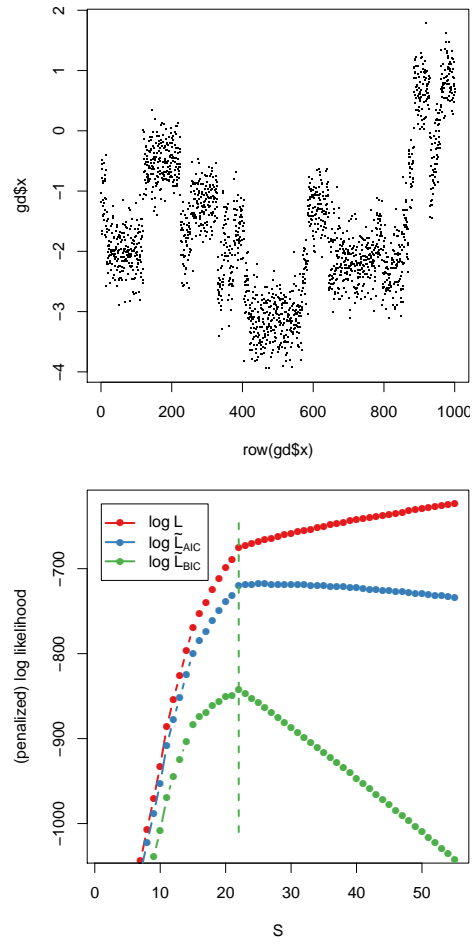 gd$x
2
1
0
−1
−2
−3
−4
0 200 400 600 800 1000
row(gd$x)
(penalized) log likelihood
log L
log L̃AIC
log L̃BIC
−700
−800
−900
−1000
0 10 20 30 40 50
S